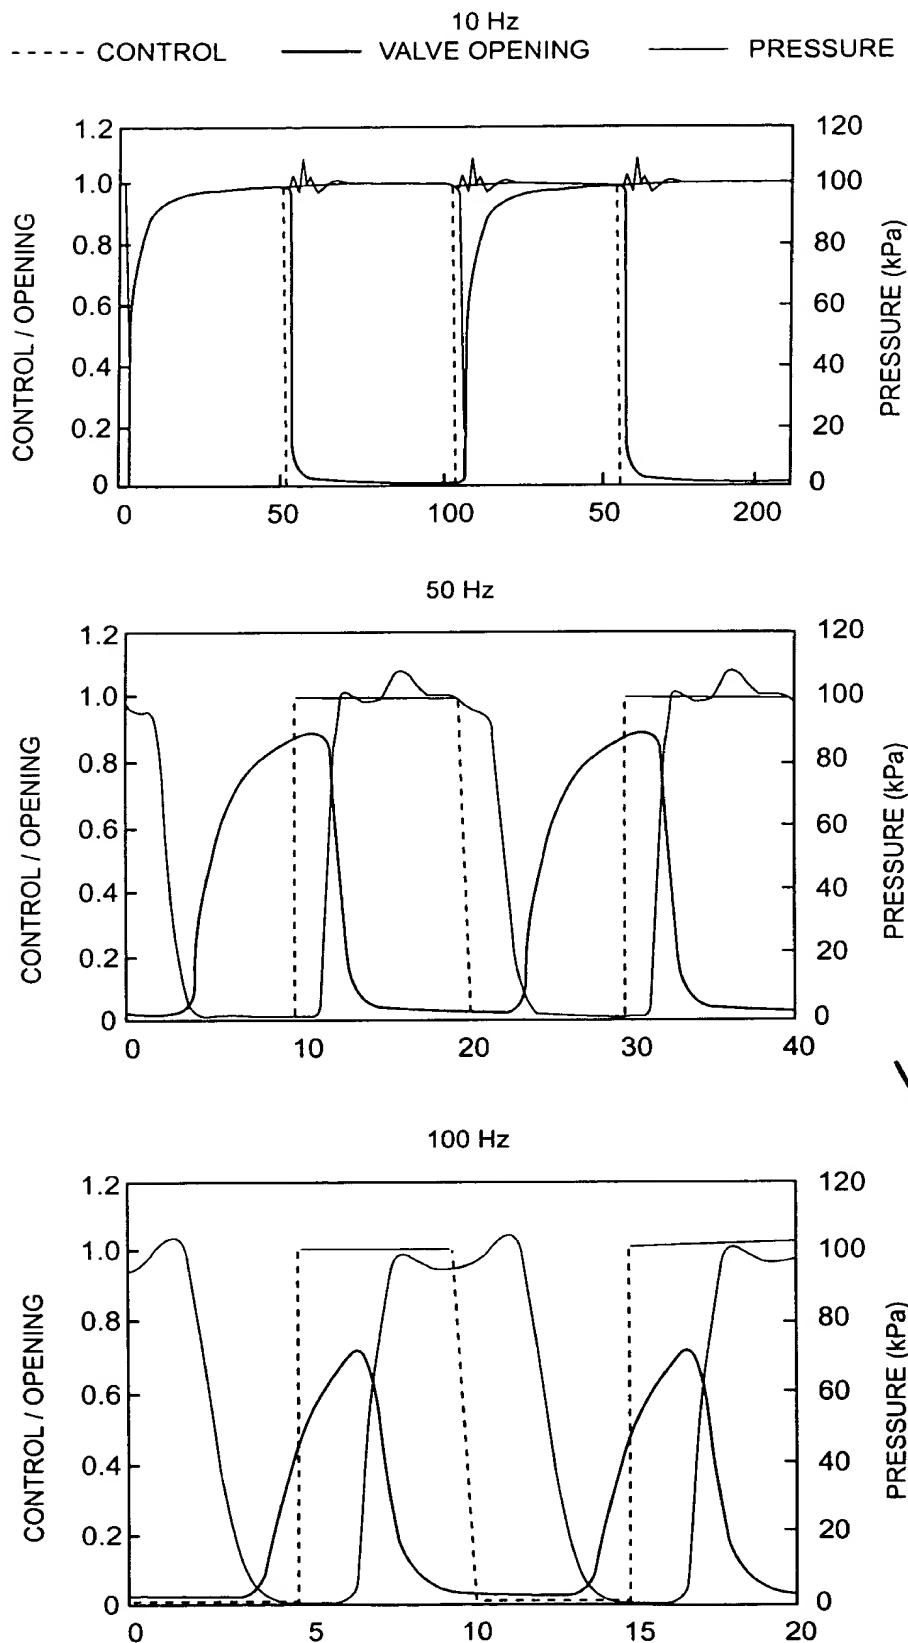 10 Hz
CONTROL VALVE OPENING PRESSURE
1.2 120
1.0 100
0.8 80
0.6 60
0.4 40
0.2 20
0 0
CONTROL / OPENING
PRESSURE (kPa)
0 50 100 50 200
50 Hz
1.2 120
1.0 100
0.8 80
0.6 60
0.4 40
0.2 20
0 0
CONTROL / OPENING
PRESSURE (kPa)
0 10 20 30 40
100 Hz
1.2 120
1.0 100
0.8 80
0.6 60
0.4 40
0.2 20
0 0
CONTROL / OPENING
PRESSURE (kPa)
0 5 10 15 20